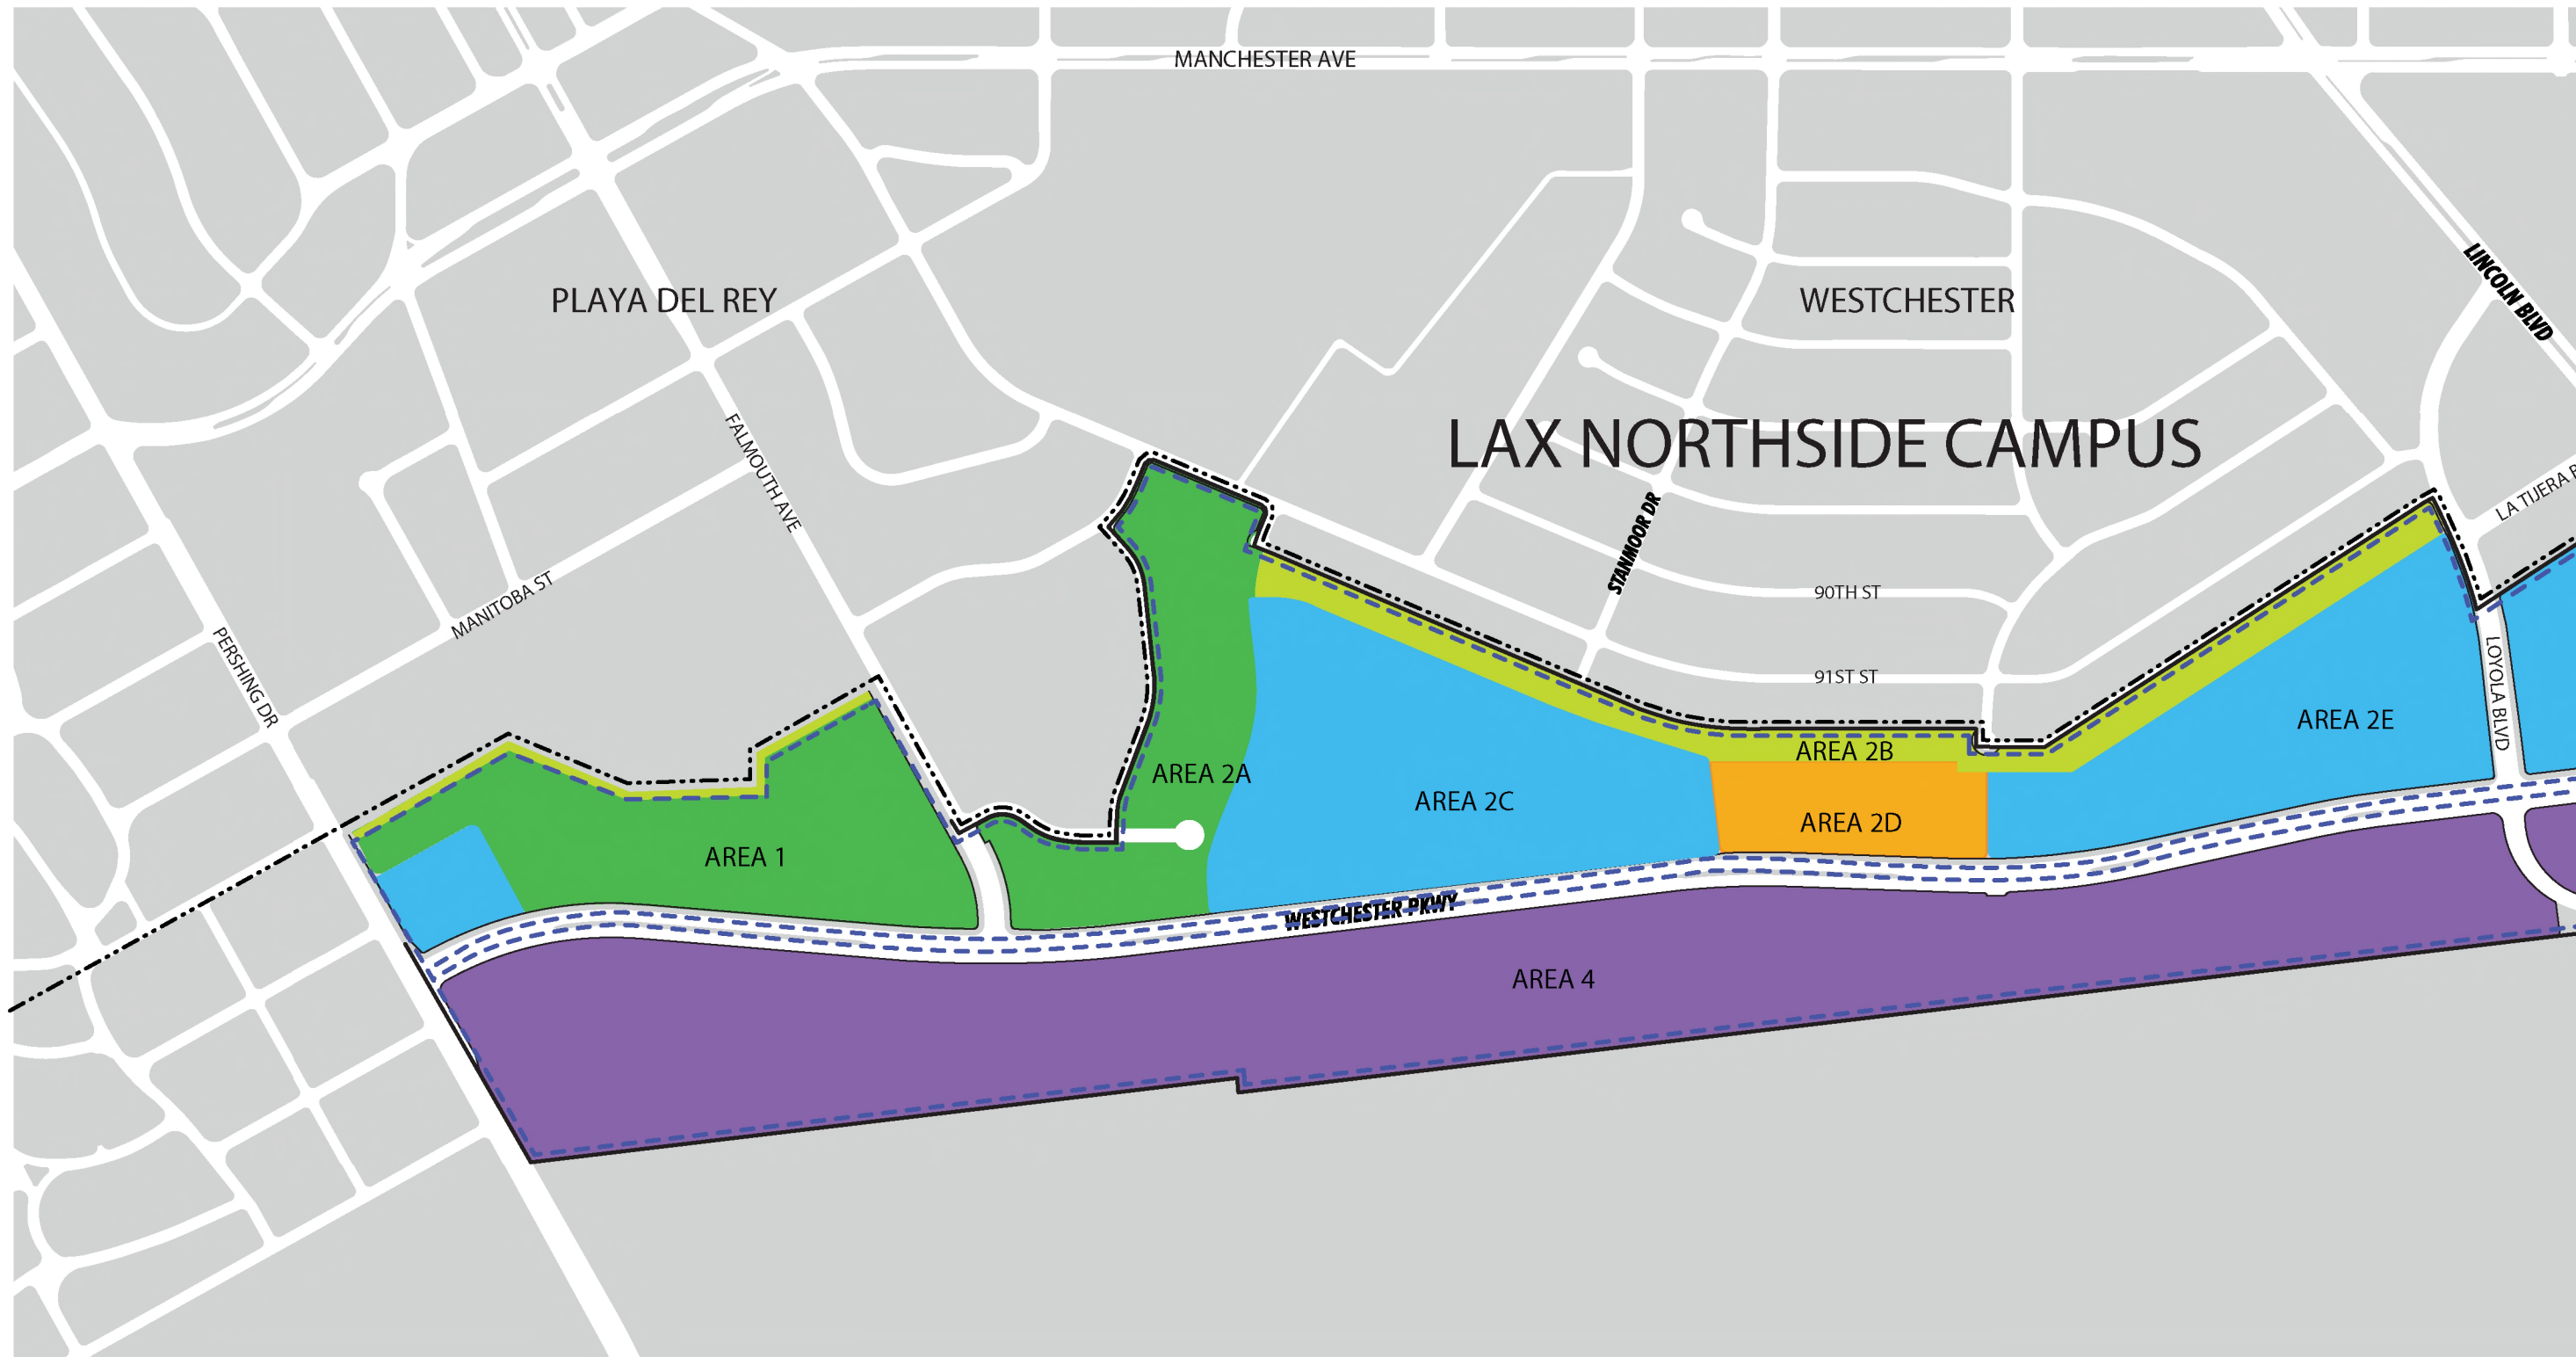 MANCHESTER AVE
PLAYA DEL REY
WESTCHESTER
LINCOLN BLVD
LAX NORTHSIDE CAMPUS
FALMOUTH AVE
LA TIJERA
STANMOOR DR
MANITOBA ST
90TH ST
PERSHING DR
91ST ST
LOYOLA BLVD
AREA 2E
AREA 2B
AREA 2A
AREA 2C
AREA 2D
AREA 1
WESTCHESTER PKWY
AREA 4